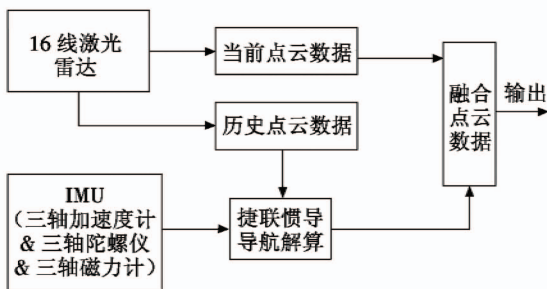 16 线激光
雷达
当前点云数据
历史点云数据
融合
点云
数据
输出
IMU
（三轴加速度计
& 三轴陀螺仪
& 三轴磁力计）
捷联惯导
导航解算